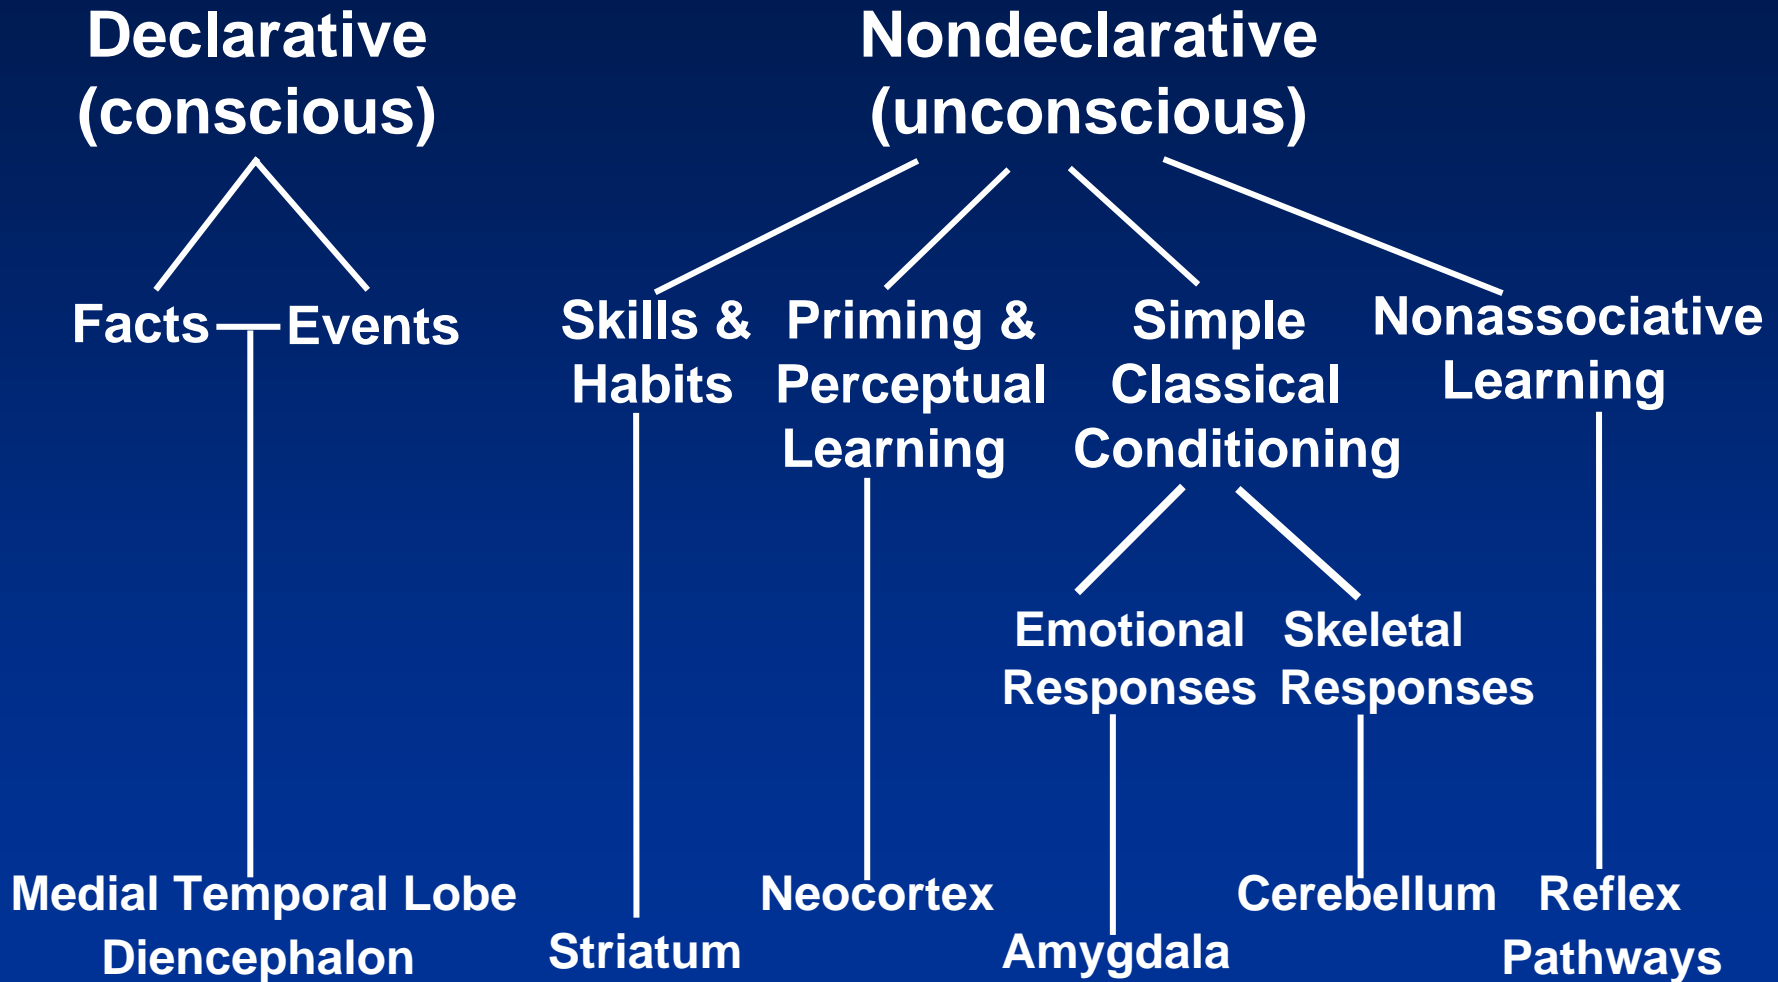 Declarative
(conscious)
Nondeclarative
(unconscious)
Facts
Events
Skills &
Habits
Priming &
Perceptual
Learning
Simple
Classical
Conditioning
Nonassociative
Learning
Emotional
Responses
Skeletal
Responses
Medial Temporal Lobe
Diencephalon
Striatum
Neocortex
Amygdala
Cerebellum
Reflex
Pathways